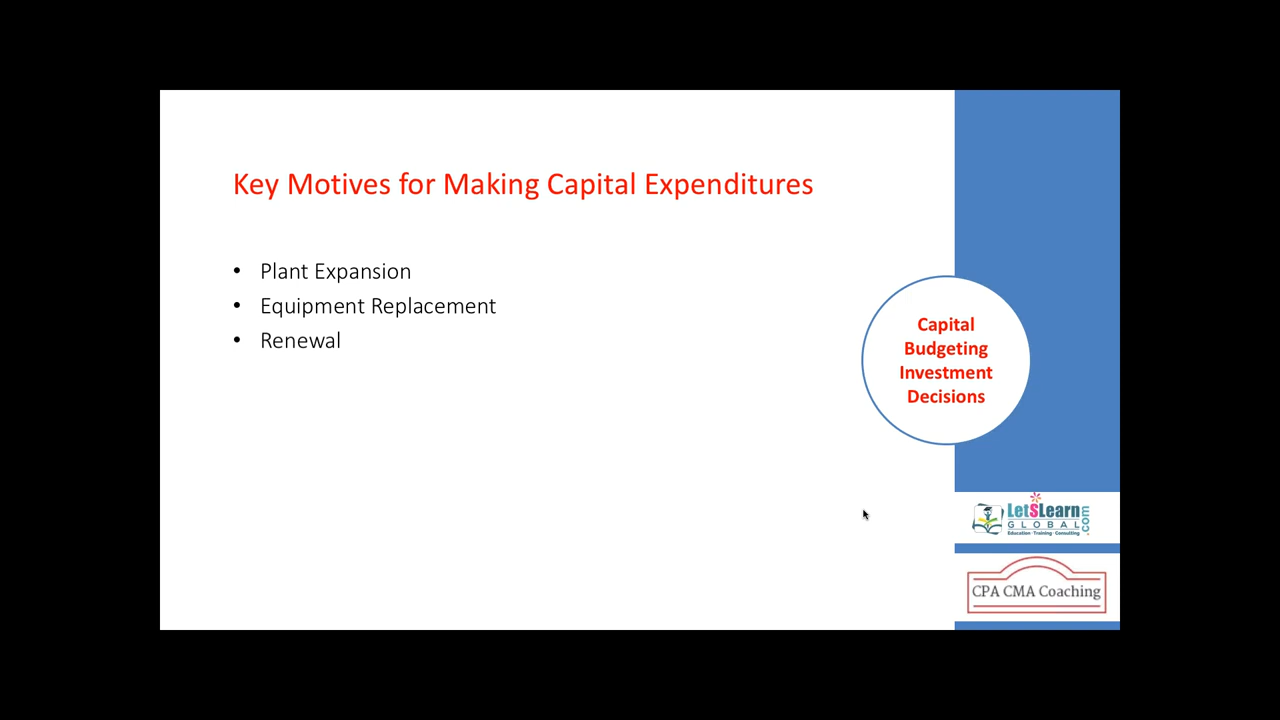 Key Motives for Making Capital Expenditures
• Plant Expansion
• Equipment Replacement
• Renewal
Capital
Budgeting
Investment
Decisions
LetSLearn
GLOBAL
.com
Education · Training · Consulting
CPA CMA Coaching